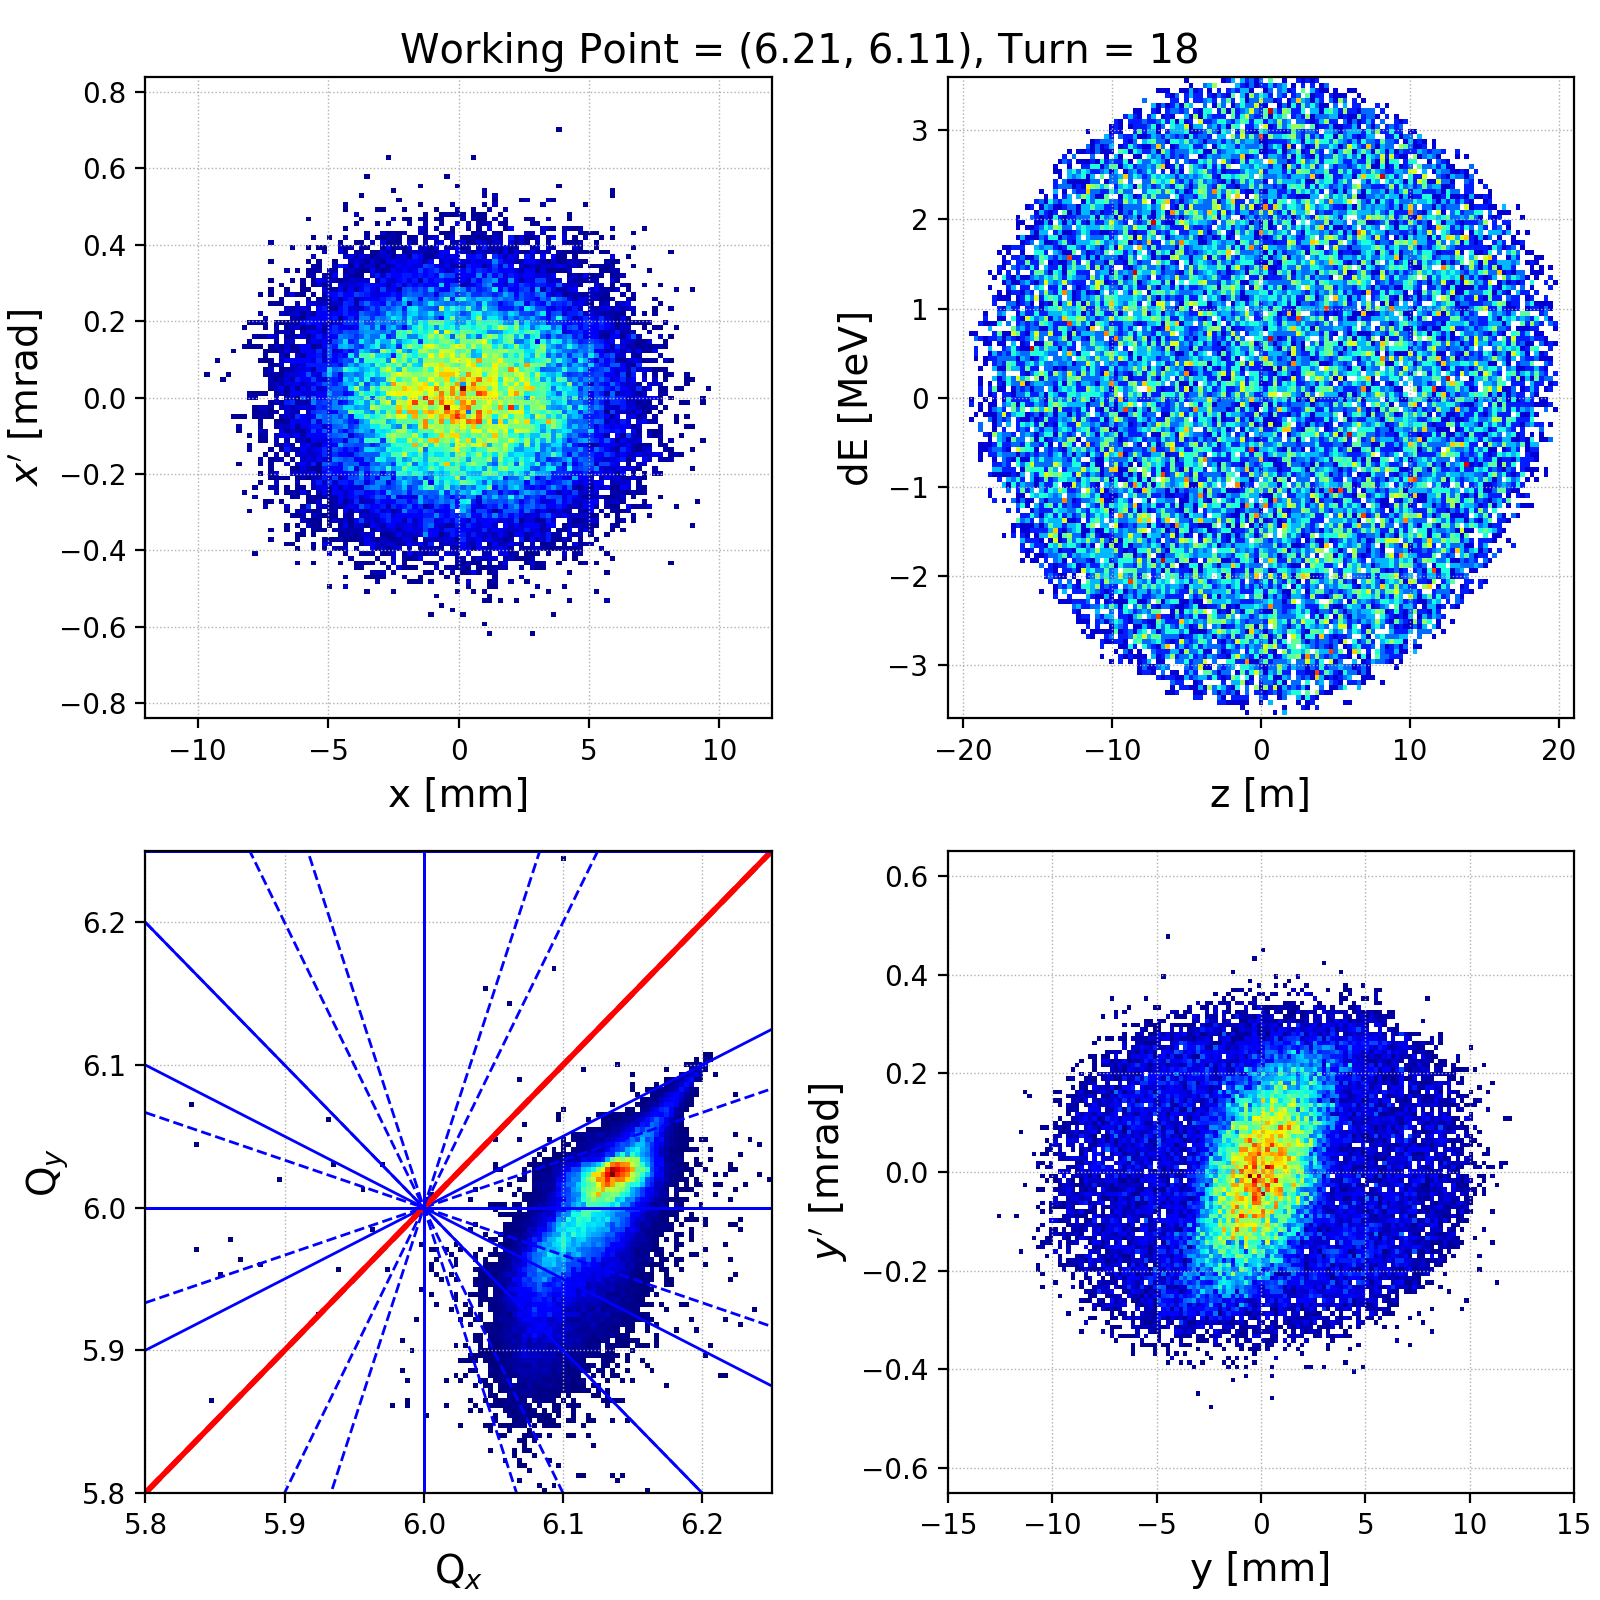 Working Point = (6.21, 6.11), Turn = 18
0.8
0.6
0.4
0.2
0.0
−0.2
−0.4
−0.6
−0.8
x′ [mrad]
−10 −5 0 5 10
x [mm]
3
2
1
0
−1
−2
−3
dE [MeV]
−20 −10 0 10 20
z [m]
6.2
6.1
6.0
5.9
5.8
Qy
5.8 5.9 6.0 6.1 6.2
Qx
0.6
0.4
0.2
0.0
−0.2
−0.4
−0.6
y′ [mrad]
−15 −10 −5 0 5 10 15
y [mm]